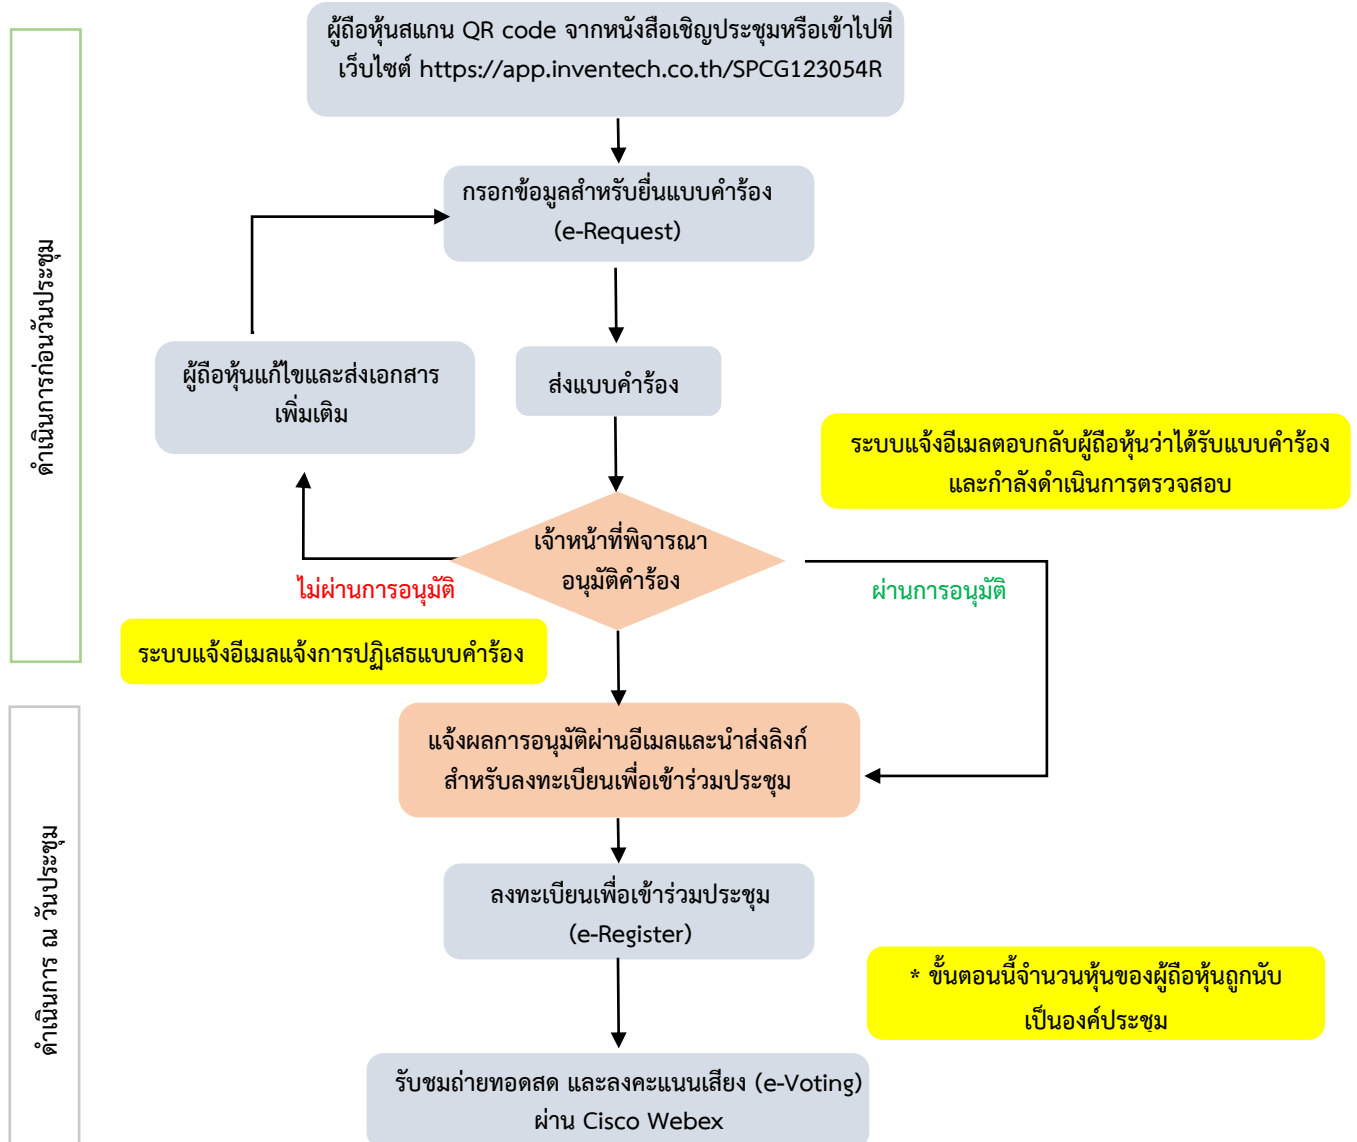 ผู้ถือหุ้นสแกน QR code จากหนังสือเชิญประชุมหรือเข้าไปที่
เว็บไซต์ https://app.inventech.co.th/SPCG123054R
กรอกข้อมูลสำหรับยื่นแบบคำร้อง
(e-Request)
ดำเนินการก่อนวันประชุม
ผู้ถือหุ้นแก้ไขและส่งเอกสาร
เพิ่มเติม
ส่งแบบคำร้อง
ระบบแจ้งอีเมลตอบกลับผู้ถือหุ้นว่าได้รับแบบคำร้อง
และกำลังดำเนินการตรวจสอบ
เจ้าหน้าที่พิจารณา
อนุมัติคำร้อง
ไม่ผ่านการอนุมัติ
ผ่านการอนุมัติ
ระบบแจ้งอีเมลแจ้งการปฏิเสธแบบคำร้อง
แจ้งผลการอนุมัติผ่านอีเมลและนำส่งลิงก์
สำหรับลงทะเบียนเพื่อเข้าร่วมประชุม
ดำเนินการ ณ วันประชุม
ลงทะเบียนเพื่อเข้าร่วมประชุม
(e-Register)
* ขั้นตอนนี้จำนวนหุ้นของผู้ถือหุ้นถูกนับ
เป็นองค์ประชุม
รับชมถ่ายทอดสด และลงคะแนนเสียง (e-Voting)
ผ่าน Cisco Webex